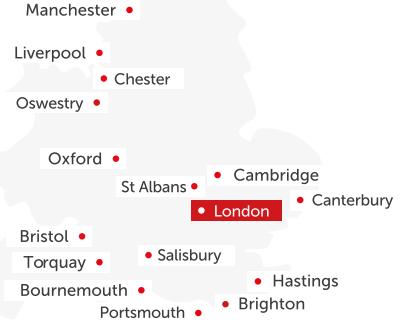 Manchester
Liverpool
Chester
Oswestry
Oxford
Cambridge
St Albans
Canterbury
London
Bristol
Salisbury
Torquay
Hastings
Bournemouth
Brighton
Portsmouth